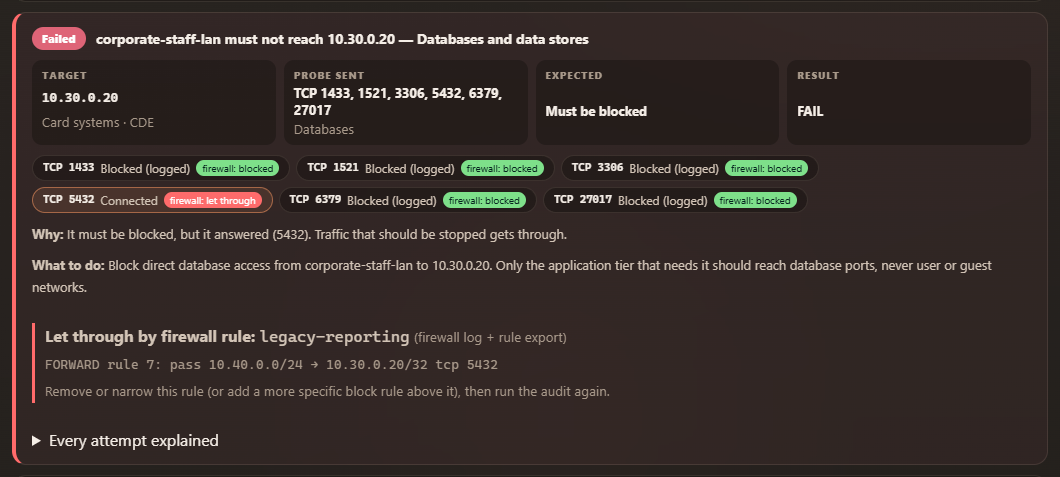 Failed corporate-staff-lan must not reach 10.30.0.20 — Databases and data stores
TARGET
10.30.0.20
Card systems · CDE
PROBE SENT
TCP 1433, 1521, 3306, 5432, 6379,
27017
Databases
EXPECTED
Must be blocked
RESULT
FAIL
TCP 1433 Blocked (logged) firewall: blocked
TCP 1521 Blocked (logged) firewall: blocked
TCP 3306 Blocked (logged) firewall: blocked
TCP 5432 Connected firewall: let through
TCP 6379 Blocked (logged) firewall: blocked
TCP 27017 Blocked (logged) firewall: blocked
Why: It must be blocked, but it answered (5432). Traffic that should be stopped gets through.
What to do: Block direct database access from corporate-staff-lan to 10.30.0.20. Only the application tier that needs it should reach database ports, never user or guest
networks.
Let through by firewall rule: legacy-reporting (firewall log + rule export)
FORWARD rule 7: pass 10.40.0.0/24 → 10.30.0.20/32 tcp 5432
Remove or narrow this rule (or add a more specific block rule above it), then run the audit again.
▶ Every attempt explained